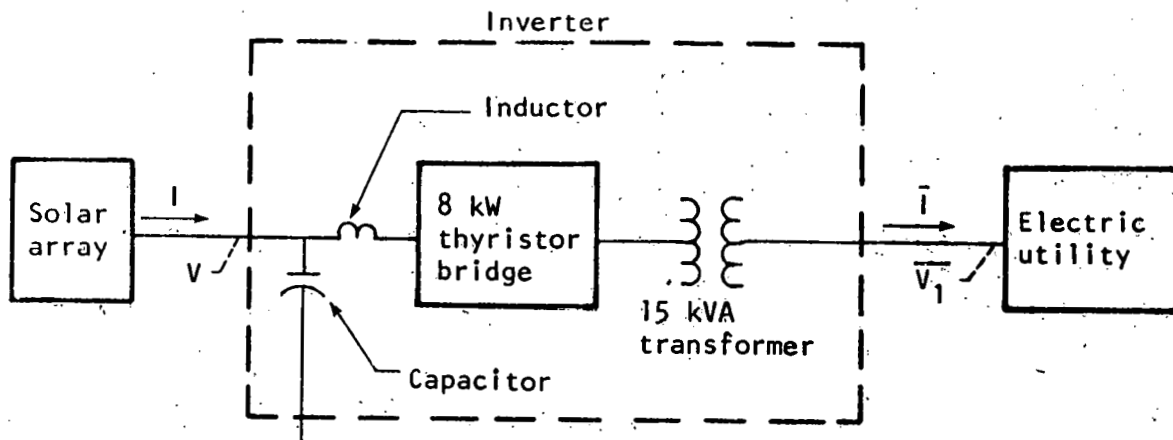 Inverter
Inductor
Solar
array
I
V
8 kW
thyristor
bridge
15 kVA
transformer
Capacitor
Ī
V̅₁
Electric
utility